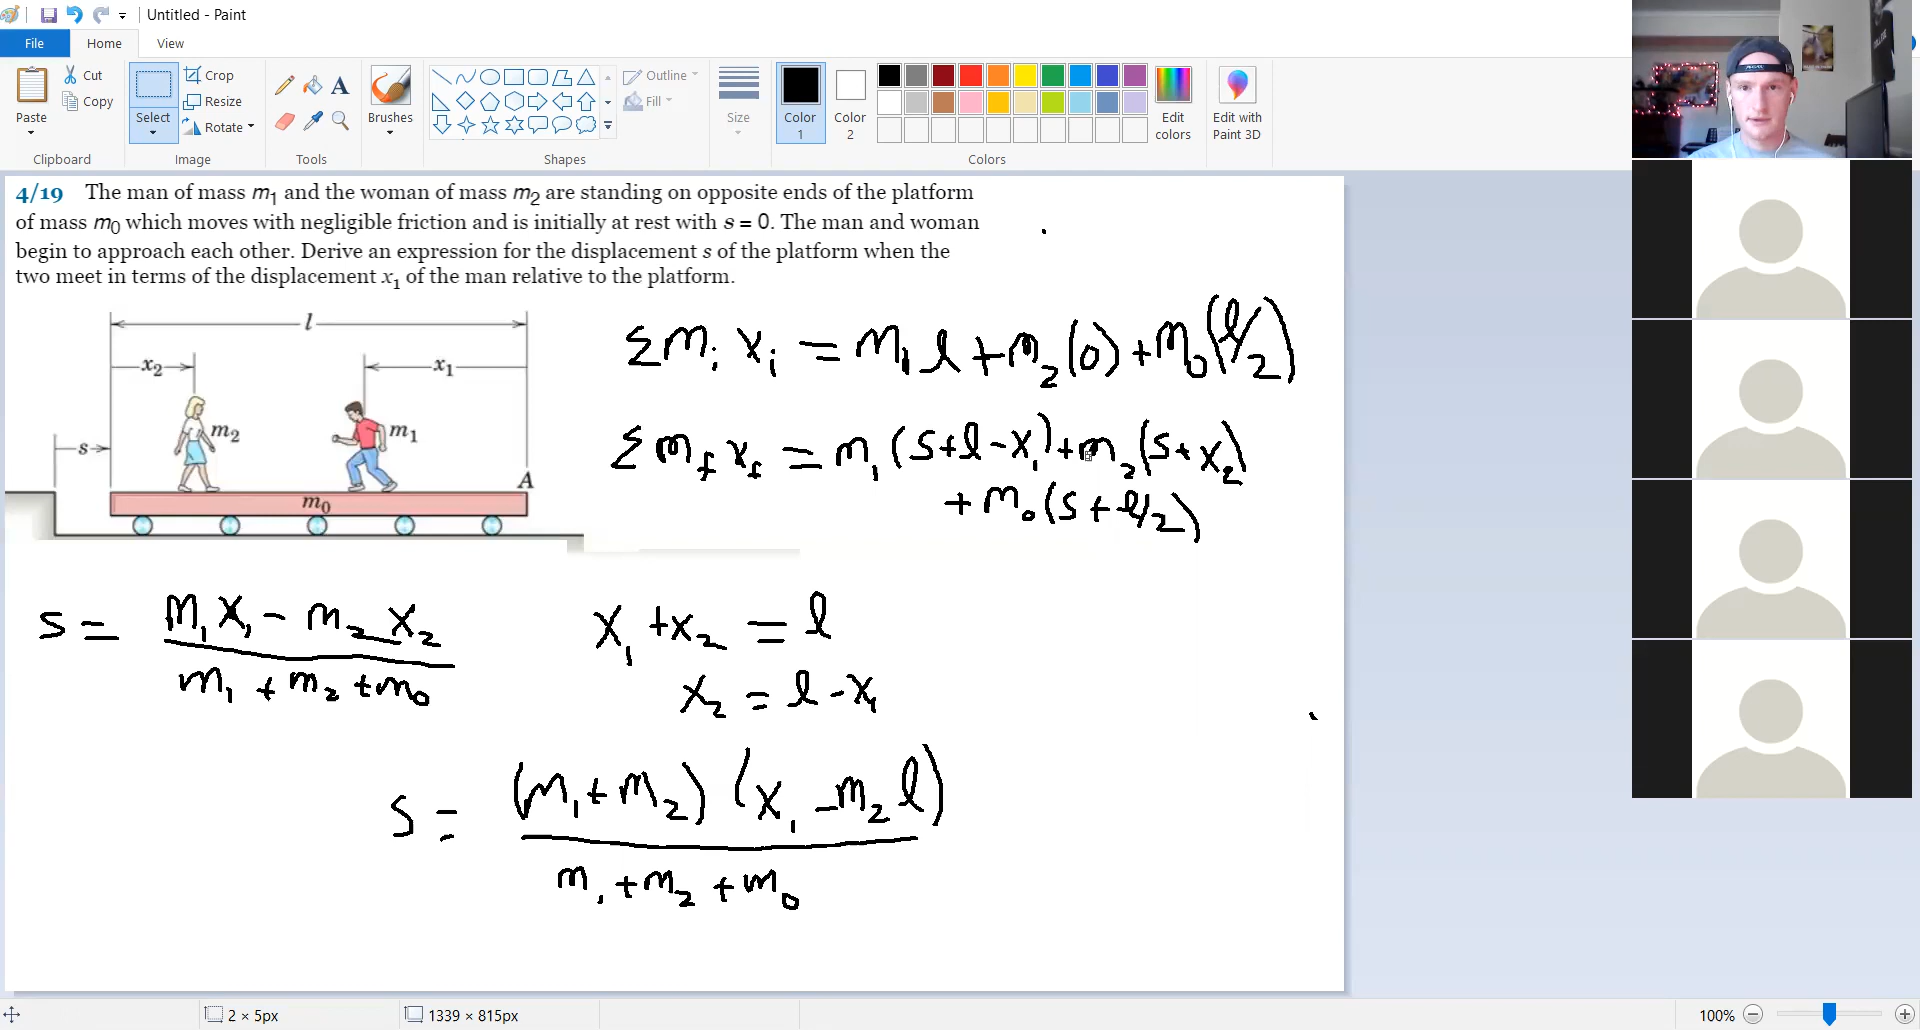 Untitled - Paint
File Home View
Paste
Cut
Copy
Clipboard
Select
Crop
Resize
Rotate
Image
A
Tools
Brushes
Outline
Fill
Shapes
Size
Color 1
Color 2
Edit colors
Colors
Edit with Paint 3D
4/19 The man of mass m₁ and the woman of mass m₂ are standing on opposite ends of the platform
of mass m₀ which moves with negligible friction and is initially at rest with s = 0. The man and woman
begin to approach each other. Derive an expression for the displacement s of the platform when the
two meet in terms of the displacement x₁ of the man relative to the platform.
l
x₂
x₁
m₂
m₁
s
A
m₀
Σmᵢ xᵢ = m₁ l + m₂ (0) + m₀ (l/2)
Σ m_f x_f = m₁ (s+l-x₁) + m₂ (s+x₂)
+ m₀ (s + l/2)
s = (m₁x₁ - m₂x₂) / (m₁ + m₂ + m₀)
x₁ + x₂ = l
x₂ = l - x₁
s = (m₁ + m₂) (x₁ - m₂ l) / (m₁ + m₂ + m₀)
2 × 5px
1339 × 815px
100%